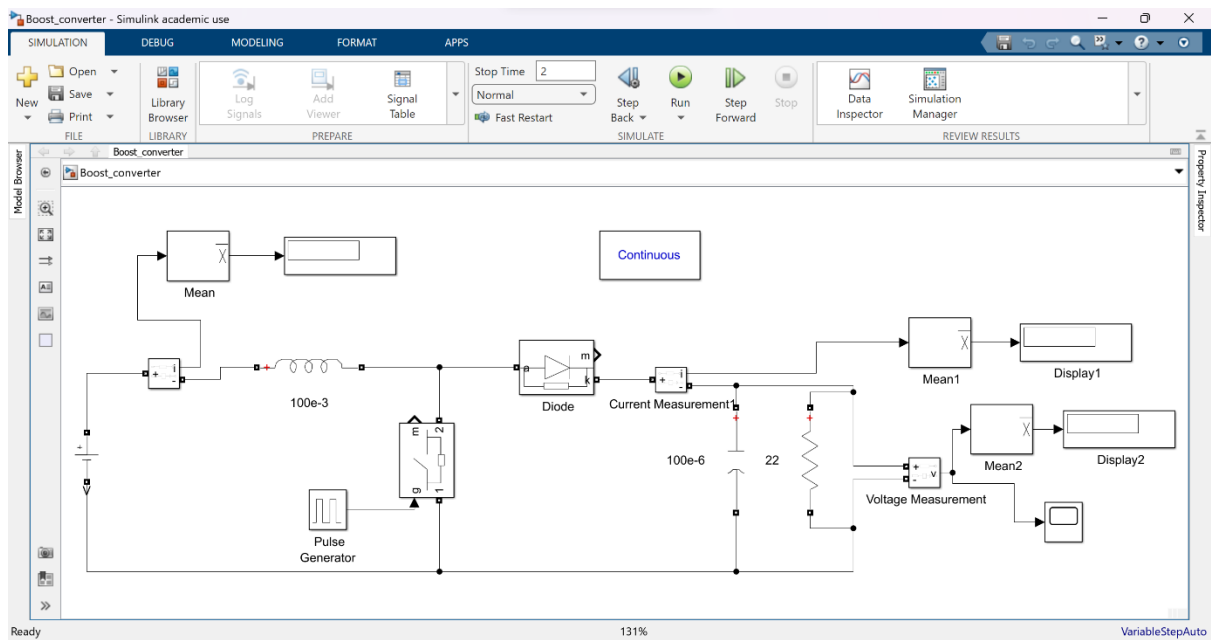 Boost_converter - Simulink academic use
SIMULATION DEBUG MODELING FORMAT APPS
New
Open
Save
Print
FILE
Library
Browser
LIBRARY
Log
Signals
Add
Viewer
Signal
Table
PREPARE
Stop Time 2
Normal
Fast Restart
Step
Back
Run
Step
Forward
Stop
SIMULATE
Data
Inspector
Simulation
Manager
REVIEW RESULTS
Model Browser
Boost_converter
Boost_converter
Property Inspector
X
Mean
Continuous
+ i -
100e-3
a m k
Diode
+ i -
Current Measurement1
X
Mean1
Display1
m 2
g 1
Pulse
Generator
100e-6
22
X
Mean2
Display2
+ v -
Voltage Measurement
Ready
131%
VariableStepAuto